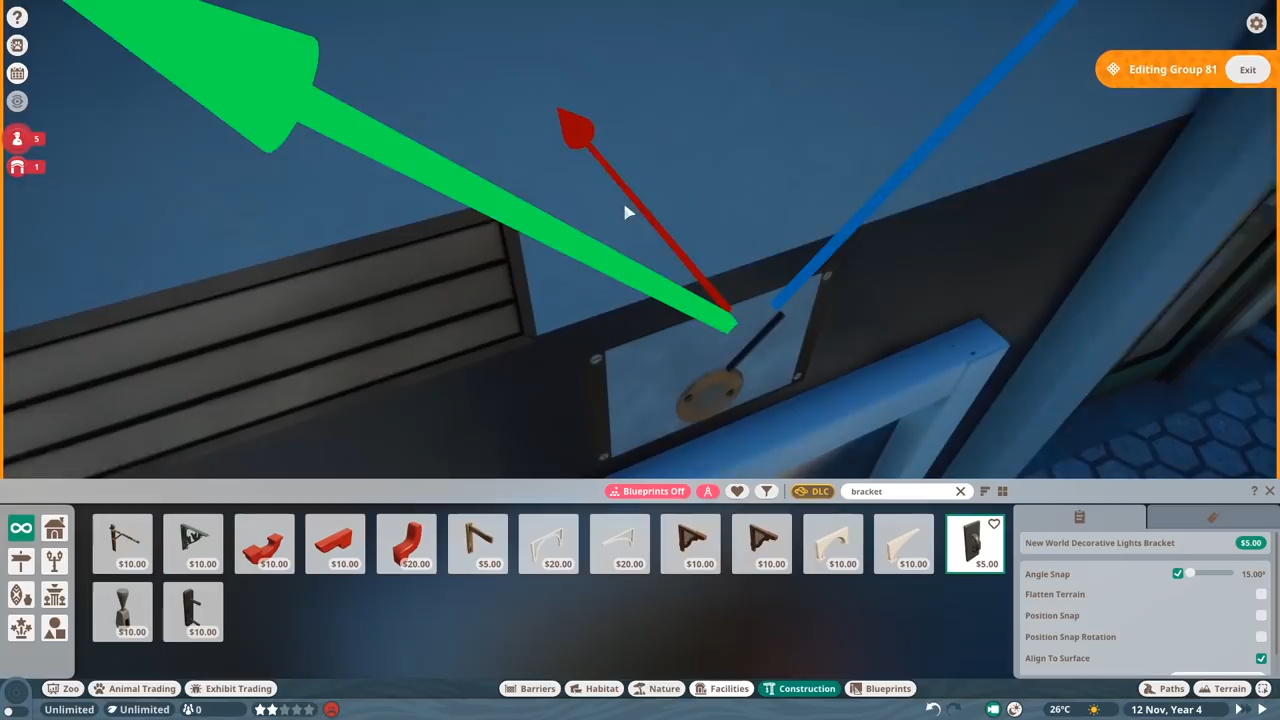 ?
Editing Group 81
Exit
5
1
Blueprints Off
DLC
bracket
?
$10.00
$10.00
$10.00
$10.00
$20.00
$5.00
$20.00
$20.00
$10.00
$10.00
$10.00
$10.00
$5.00
$10.00
$10.00
New World Decorative Lights Bracket
$5.00
Angle Snap
15.00°
Flatten Terrain
Position Snap
Position Snap Rotation
Align To Surface
Zoo
Animal Trading
Exhibit Trading
Barriers
Habitat
Nature
Facilities
Construction
Blueprints
Paths
Terrain
Unlimited
Unlimited
0
26°C
12 Nov, Year 4